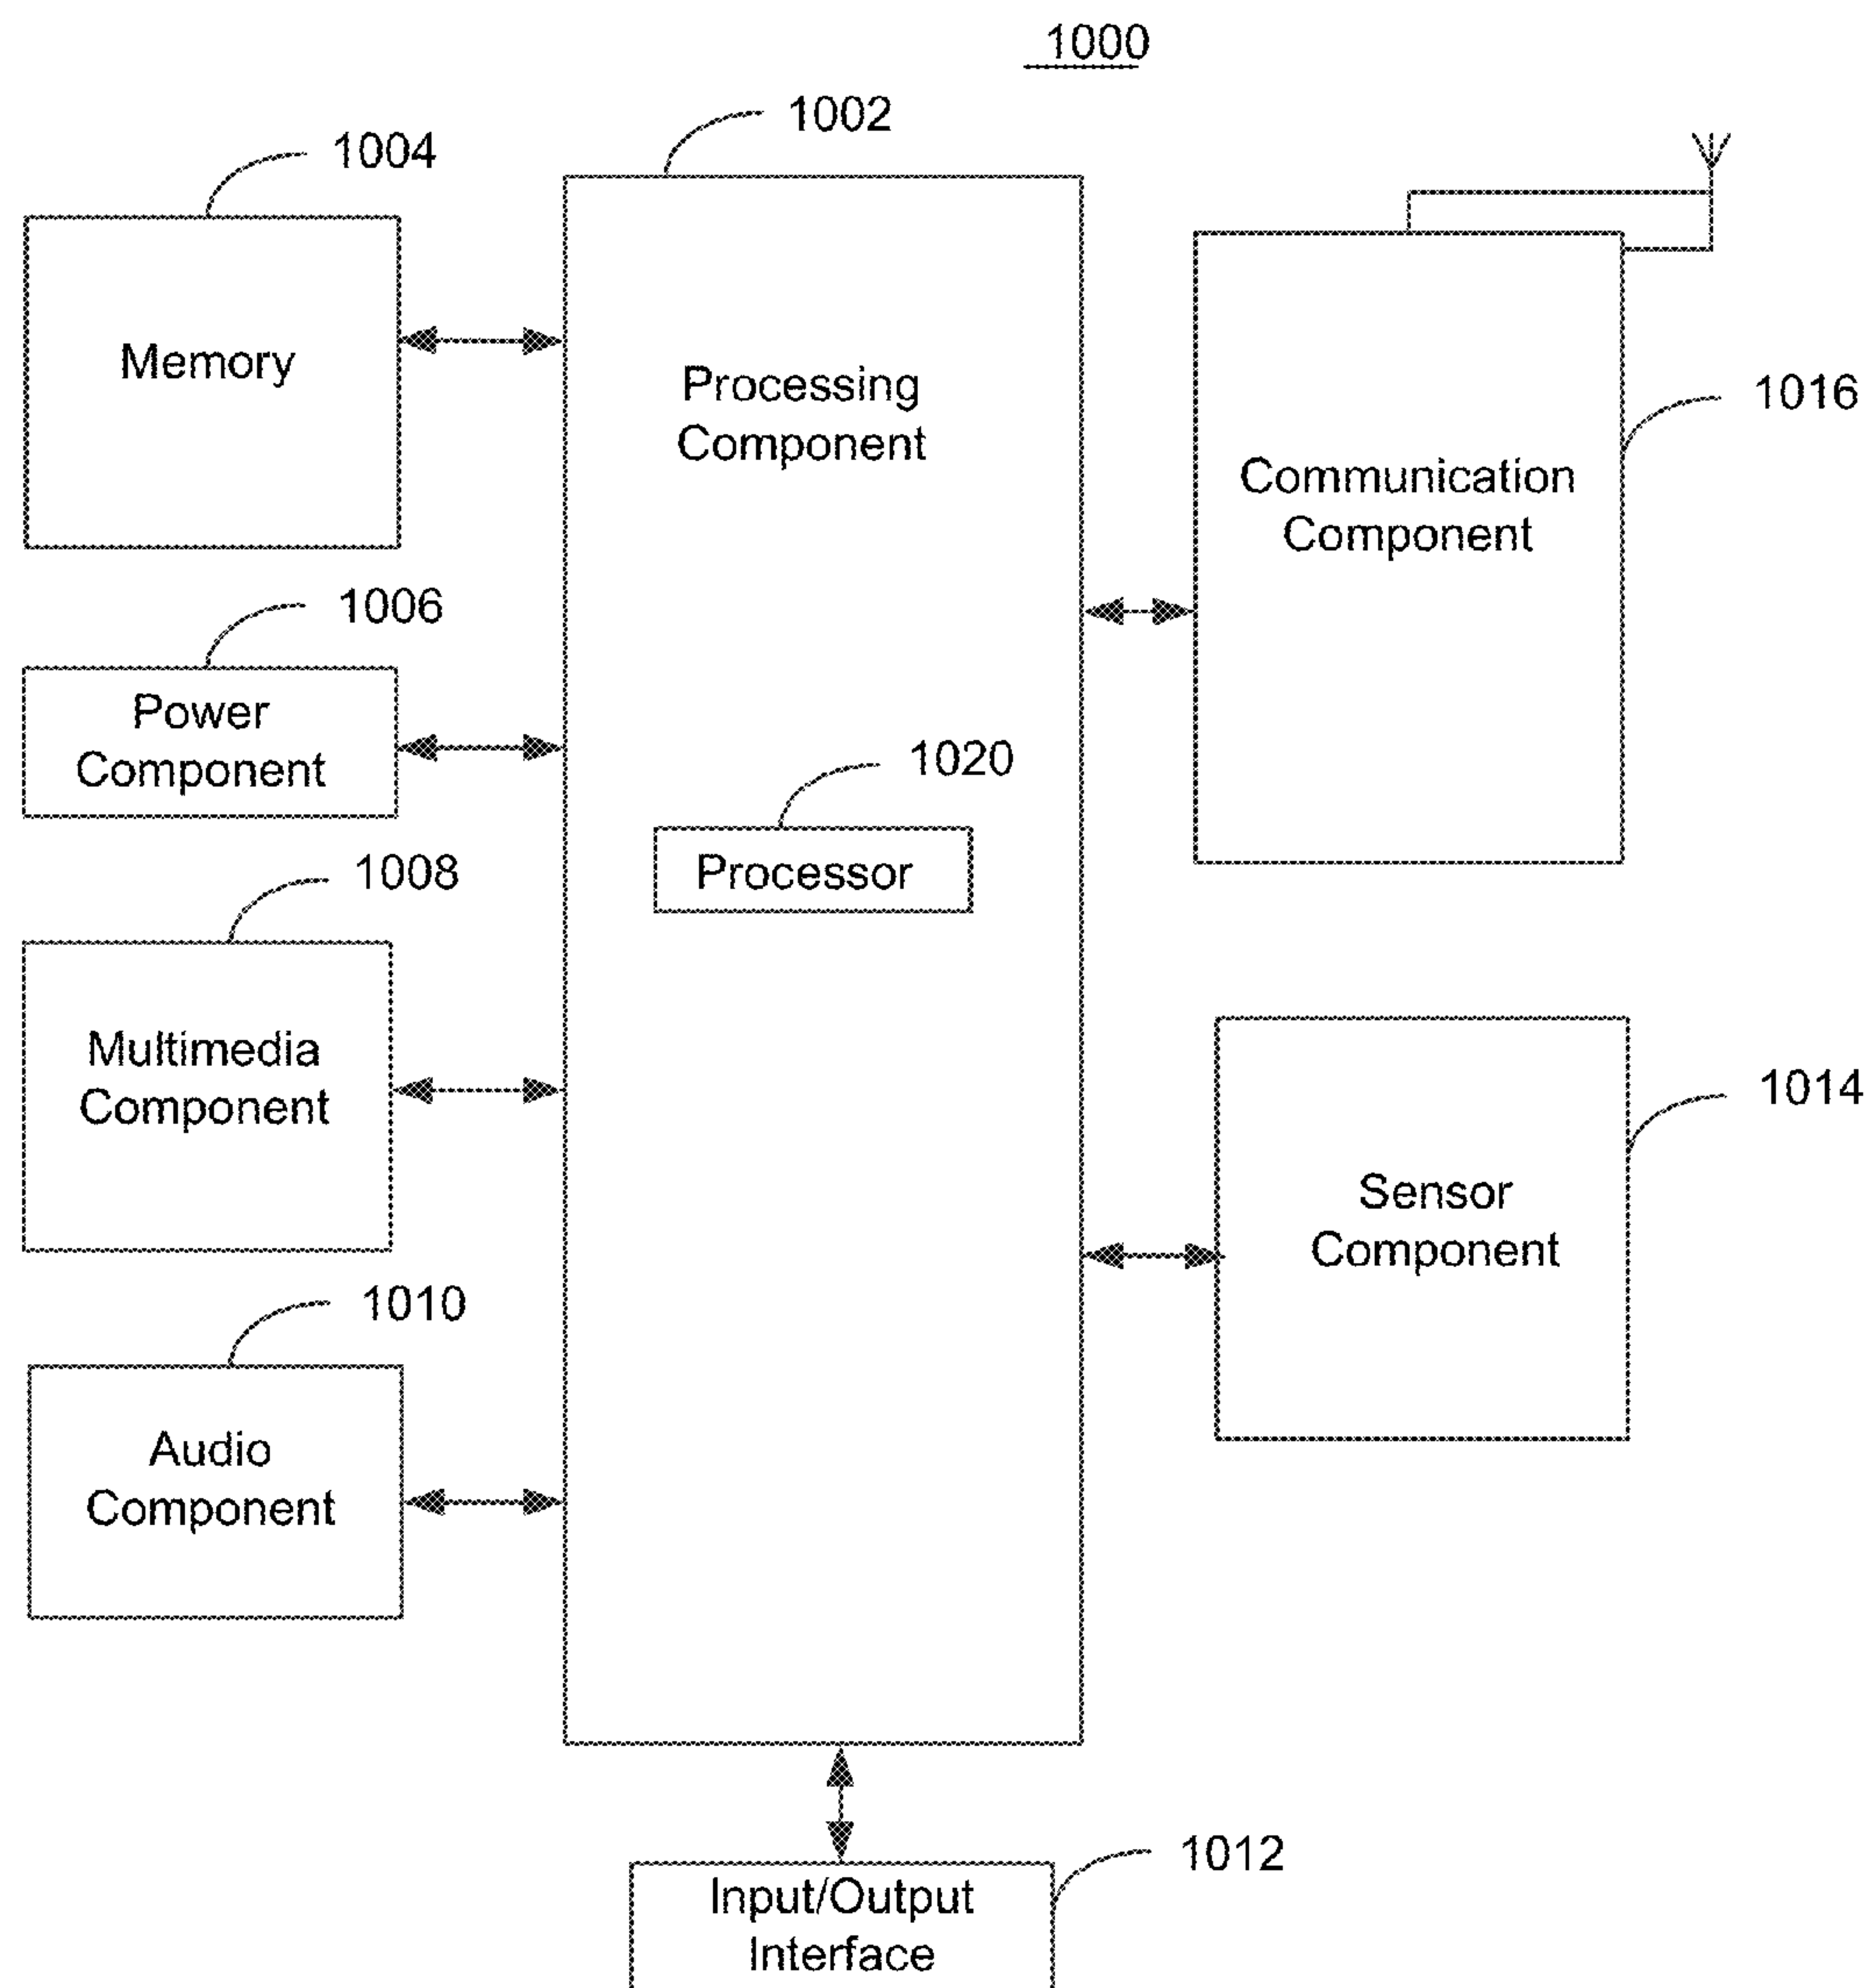 1000
1002
1004
Memory
Processing
Component
1016
Communication
Component
1006
Power
Component
1020
Processor
1008
Multimedia
Component
1014
Sensor
Component
1010
Audio
Component
1012
Input/Output
Interface